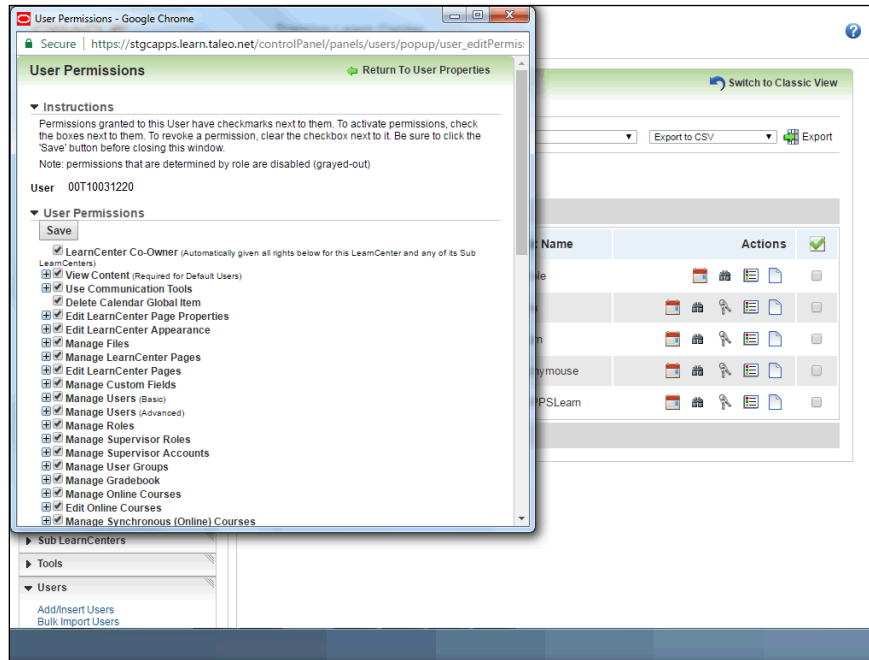 User Permissions - Google Chrome
Secure | https://stgcapps.learn.taleo.net/controlPanel/panels/users/popup/user_editPermis
User Permissions
Return To User Properties
Instructions
Permissions granted to this User have checkmarks next to them. To activate permissions, check
the boxes next to them. To revoke a permission, clear the checkbox next to it. Be sure to click the
'Save' button before closing this window.
Note: permissions that are determined by role are disabled (grayed-out)
User 00T10031220
User Permissions
Save
LearnCenter Co-Owner (Automatically given all rights below for this LearnCenter and any of its Sub
LearnCenters)
View Content (Required for Default Users)
Use Communication Tools
Delete Calendar Global Item
Edit LearnCenter Page Properties
Edit LearnCenter Appearance
Manage Files
Manage LearnCenter Pages
Edit LearnCenter Pages
Manage Custom Fields
Manage Users (Basic)
Manage Users (Advanced)
Manage Roles
Manage Supervisor Roles
Manage Supervisor Accounts
Manage User Groups
Manage Gradebook
Manage Online Courses
Edit Online Courses
Manage Synchronous (Online) Courses
Switch to Classic View
Export to CSV
Export
Name
Actions
ymouse
PPSLearn
Sub LearnCenters
Tools
Users
Add/Insert Users
Bulk Import Users